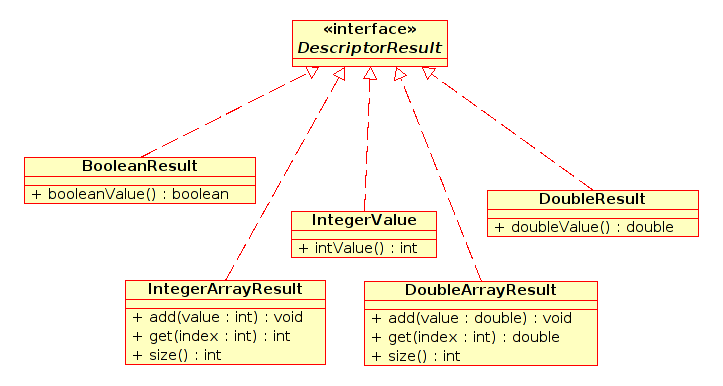 «interface»
DescriptorResult
BooleanResult
+ booleanValue() : boolean
DoubleResult
+ doubleValue() : double
IntegerValue
+ intValue() : int
IntegerArrayResult
+ add(value : int) : void
+ get(index : int) : int
+ size() : int
DoubleArrayResult
+ add(value : double) : void
+ get(index : int) : double
+ size() : int